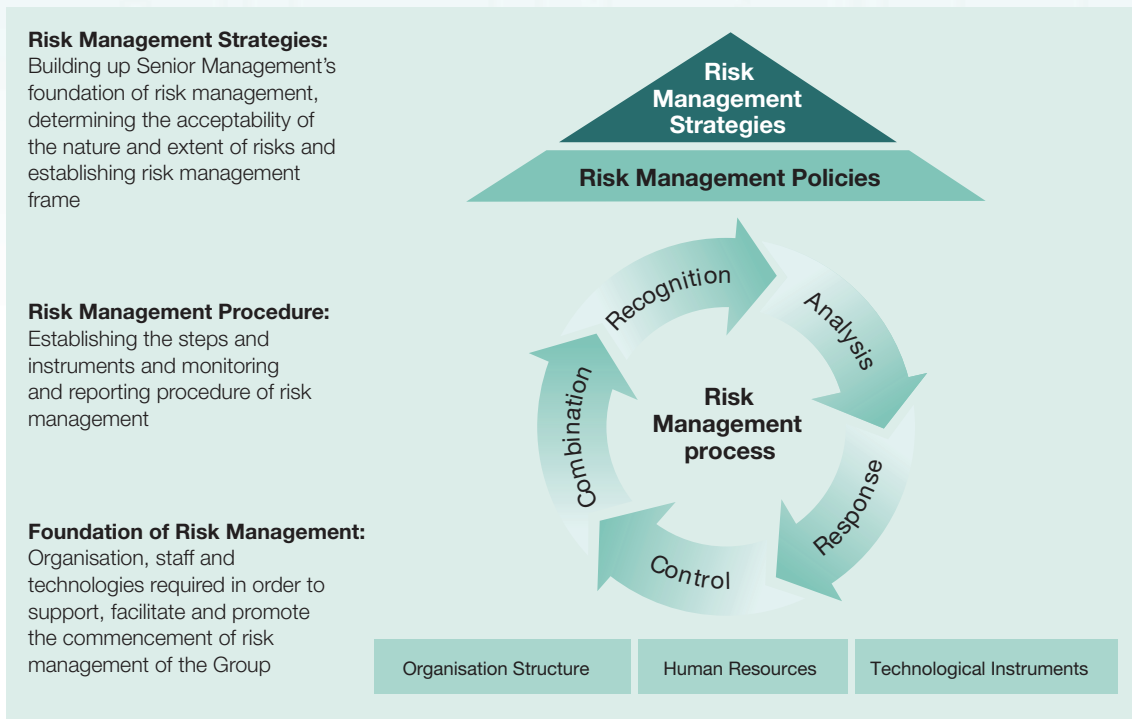 Risk Management Strategies:
Building up Senior Management’s
foundation of risk management,
determining the acceptability of
the nature and extent of risks and
establishing risk management
frame
Risk
Management
Strategies
Risk Management Policies
Risk Management Procedure:
Establishing the steps and
instruments and monitoring
and reporting procedure of risk
management
Recognition
Analysis
Response
Control
Combination
Risk
Management
process
Foundation of Risk Management:
Organisation, staff and
technologies required in order to
support, facilitate and promote
the commencement of risk
management of the Group
Organisation Structure
Human Resources
Technological Instruments